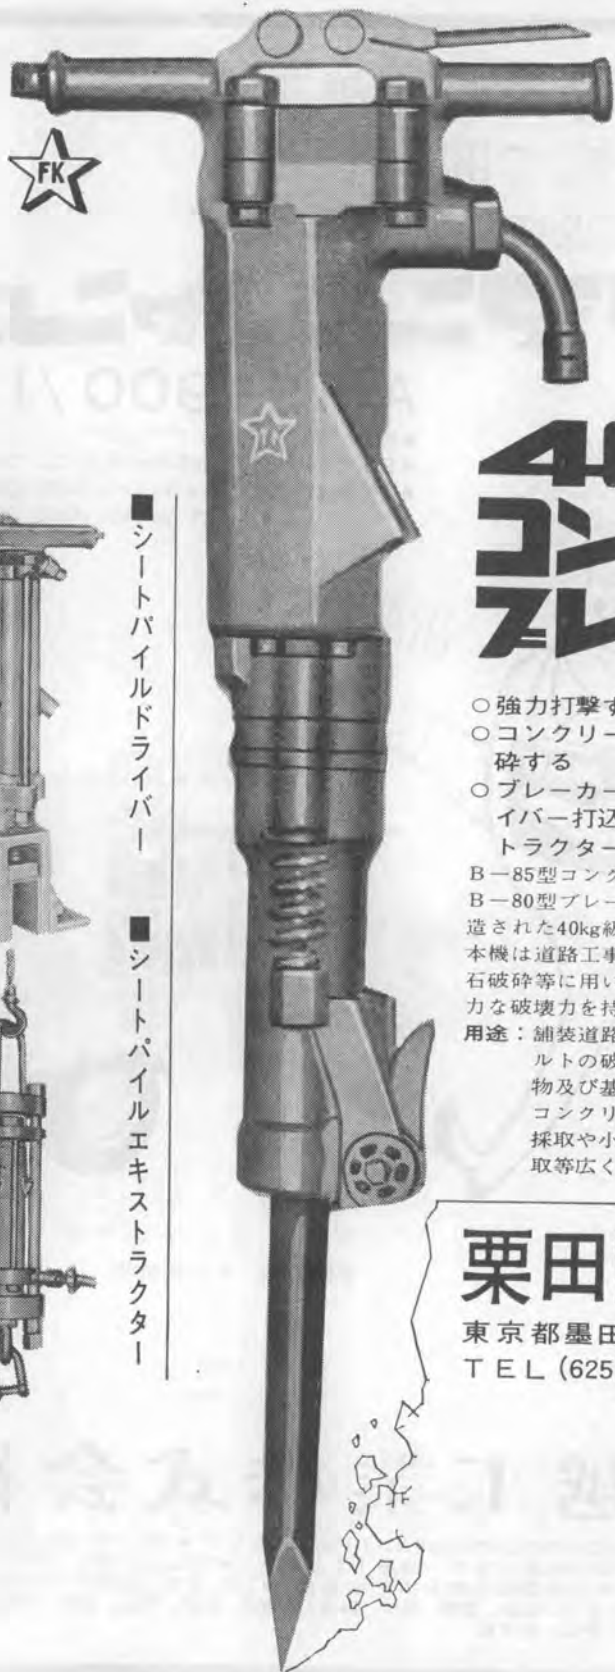 FK
FK
■シートパイルドライバー
■シートパイルエキストラクター
コン
ブレ
○強力打撃す
○コンクリー
砕する
○ブレーカー
イバー打込
トラクター
B－85型コンク
B－80型ブレー
造された40kg級
本機は道路工事
石破砕等に用い
力な破壊力を持
用途：舗装道路
ルトの破
物及び基
コンクリ
採取や小
取等広く
栗田
東京都墨田
TEL (625